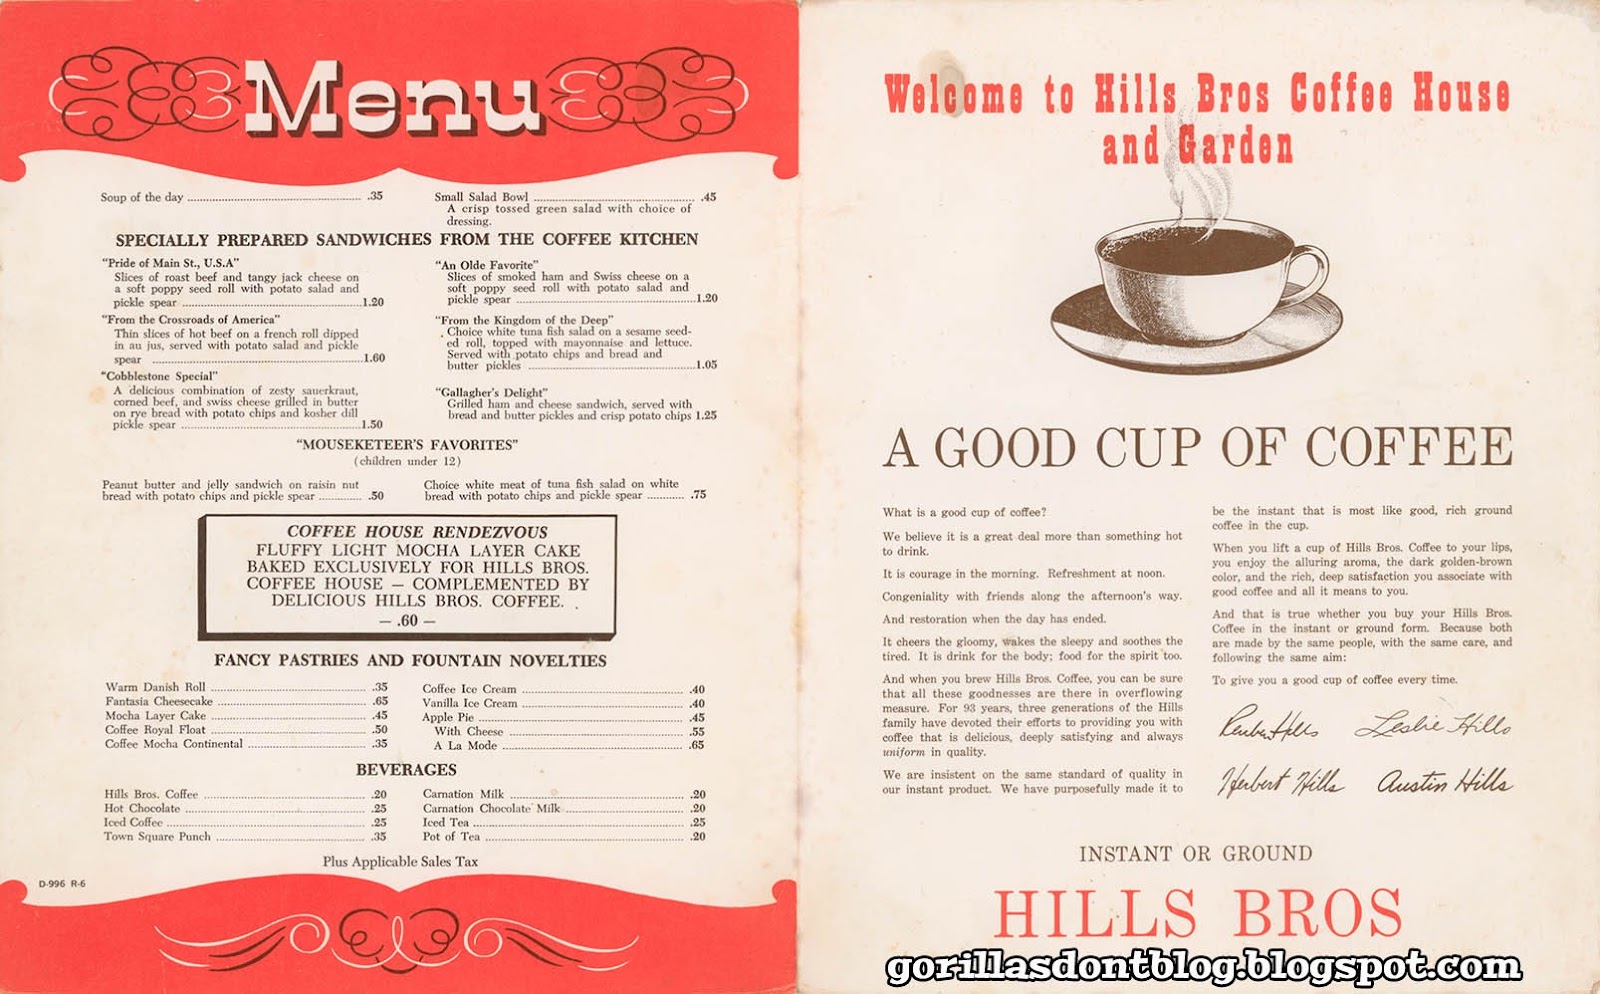 Menu
Soup of the day .35
Small Salad Bowl .45
A crisp tossed green salad with choice of
dressing.
SPECIALLY PREPARED SANDWICHES FROM THE COFFEE KITCHEN
"Pride of Main St., U.S.A"
Slices of roast beef and tangy jack cheese on
a soft poppy seed roll with potato salad and
pickle spear 1.20
"From the Crossroads of America"
Thin slices of hot beef on a french roll dipped
in au jus, served with potato salad and pickle
spear 1.60
"Cobblestone Special"
A delicious combination of zesty sauerkraut,
corned beef, and swiss cheese grilled in butter
on rye bread with potato chips and kosher dill
pickle spear 1.50
"An Olde Favorite"
Slices of smoked ham and Swiss cheese on a
soft poppy seed roll with potato salad and
pickle spear 1.20
"From the Kingdom of the Deep"
Choice white tuna fish salad on a sesame seed-
ed roll, topped with mayonnaise and lettuce.
Served with potato chips and bread and
butter pickles 1.05
"Gallagher's Delight"
Grilled ham and cheese sandwich, served with
bread and butter pickles and crisp potato chips 1.25
"MOUSEKETEER'S FAVORITES"
(children under 12)
Peanut butter and jelly sandwich on raisin nut
bread with potato chips and pickle spear .50
Choice white meat of tuna fish salad on white
bread with potato chips and pickle spear .75
COFFEE HOUSE RENDEZVOUS
FLUFFY LIGHT MOCHA LAYER CAKE
BAKED EXCLUSIVELY FOR HILLS BROS.
COFFEE HOUSE — COMPLEMENTED BY
DELICIOUS HILLS BROS. COFFEE.
— .60 —
FANCY PASTRIES AND FOUNTAIN NOVELTIES
Warm Danish Roll .35
Fantasia Cheesecake .65
Mocha Layer Cake .45
Coffee Royal Float .50
Coffee Mocha Continental .35
Coffee Ice Cream .40
Vanilla Ice Cream .40
Apple Pie .45
With Cheese .55
A La Mode .65
BEVERAGES
Hills Bros. Coffee .20
Hot Chocolate .25
Iced Coffee .25
Town Square Punch .35
Carnation Milk .20
Carnation Chocolate Milk .20
Iced Tea .25
Pot of Tea .20
Plus Applicable Sales Tax
D-996 R-6
Welcome to Hills Bros Coffee House
and Garden
A GOOD CUP OF COFFEE
What is a good cup of coffee?
We believe it is a great deal more than something hot
to drink.
It is courage in the morning. Refreshment at noon.
Congeniality with friends along the afternoon's way.
And restoration when the day has ended.
It cheers the gloomy, wakes the sleepy and soothes the
tired. It is drink for the body; food for the spirit too.
And when you brew Hills Bros. Coffee, you can be sure
that all these goodnesses are there in overflowing
measure. For 93 years, three generations of the Hills
family have devoted their efforts to providing you with
coffee that is delicious, deeply satisfying and always
uniform in quality.
We are insistent on the same standard of quality in
our instant product. We have purposefully made it to
be the instant that is most like good, rich ground
coffee in the cup.
When you lift a cup of Hills Bros. Coffee to your lips,
you enjoy the alluring aroma, the dark golden-brown
color, and the rich, deep satisfaction you associate with
good coffee and all it means to you.
And that is true whether you buy your Hills Bros.
Coffee in the instant or ground form. Because both
are made by the same people, with the same care, and
following the same aim:
To give you a good cup of coffee every time.
Reuben Hills
Leslie Hills
Herbert Hills
Austin Hills
INSTANT OR GROUND
HILLS BROS
gorillasdontblog.blogspot.com